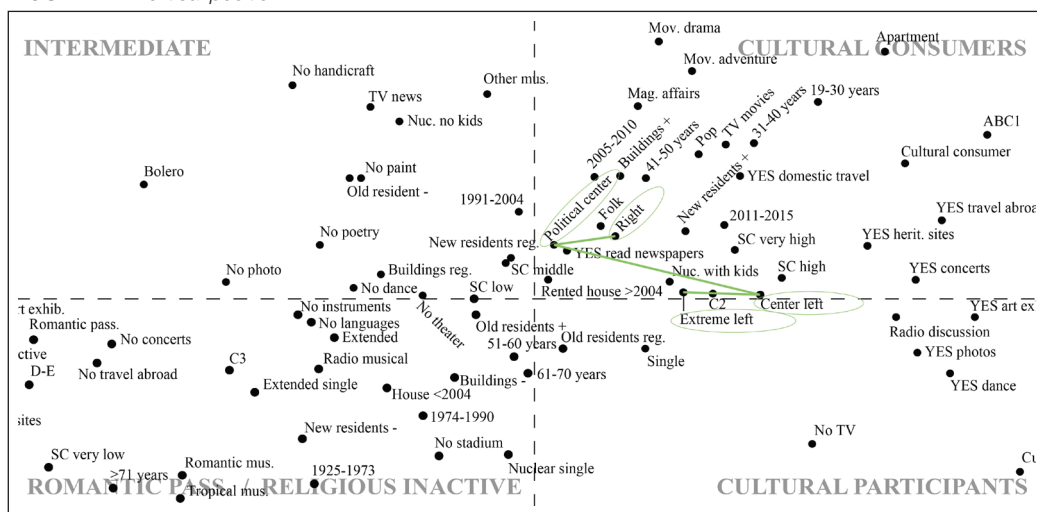 INTERMEDIATE
CULTURAL CONSUMERS
Mov. drama
Apartment
Mov. adventure
No handicraft
Other mus.
TV news
Mag. affairs
19-30 years
Nuc. no kids
ABC1
2005-2010
Buildings +
41-50 years
Pop
TV movies
31-40 years
Cultural consumer
Bolero
No paint
Old resident -
New residents +
YES domestic travel
1991-2004
Political center
Folk
Right
2011-2015
YES travel abroa
No poetry
New residents reg.
YES read newspapers
SC very high
YES herit. sites
SC middle
No photo
Buildings reg.
Nuc. with kids
SC high
YES concerts
No dance
SC low
Rented house >2004
No theater
C2
Center left
Extreme left
rt exhib.
No instruments
YES art ex
Romantic pass.
No languages
Old residents +
Radio discussion
No concerts
Extended
51-60 years
Old residents reg.
ctive
C3
Radio musical
Single
YES photos
D-E
No travel abroad
Extended single
Buildings -
61-70 years
YES dance
House <2004
sites
1974-1990
New residents -
No stadium
No TV
SC very low
Romantic mus.
1925-1973
Nuclear single
Cu
>71 years
ROMANTIC PASS. / RELIGIOUS INACTIVE
CULTURAL PARTICIPANTS
Tropical mus.